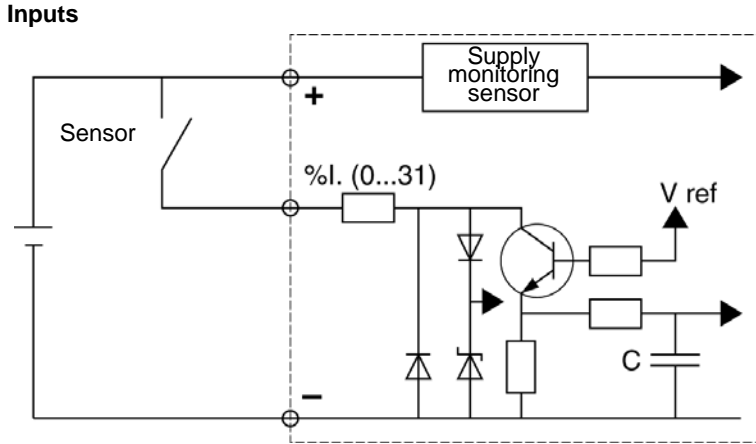 Inputs
Supply
monitoring
sensor
+
Sensor
%I. (0...31)
V ref
C
−